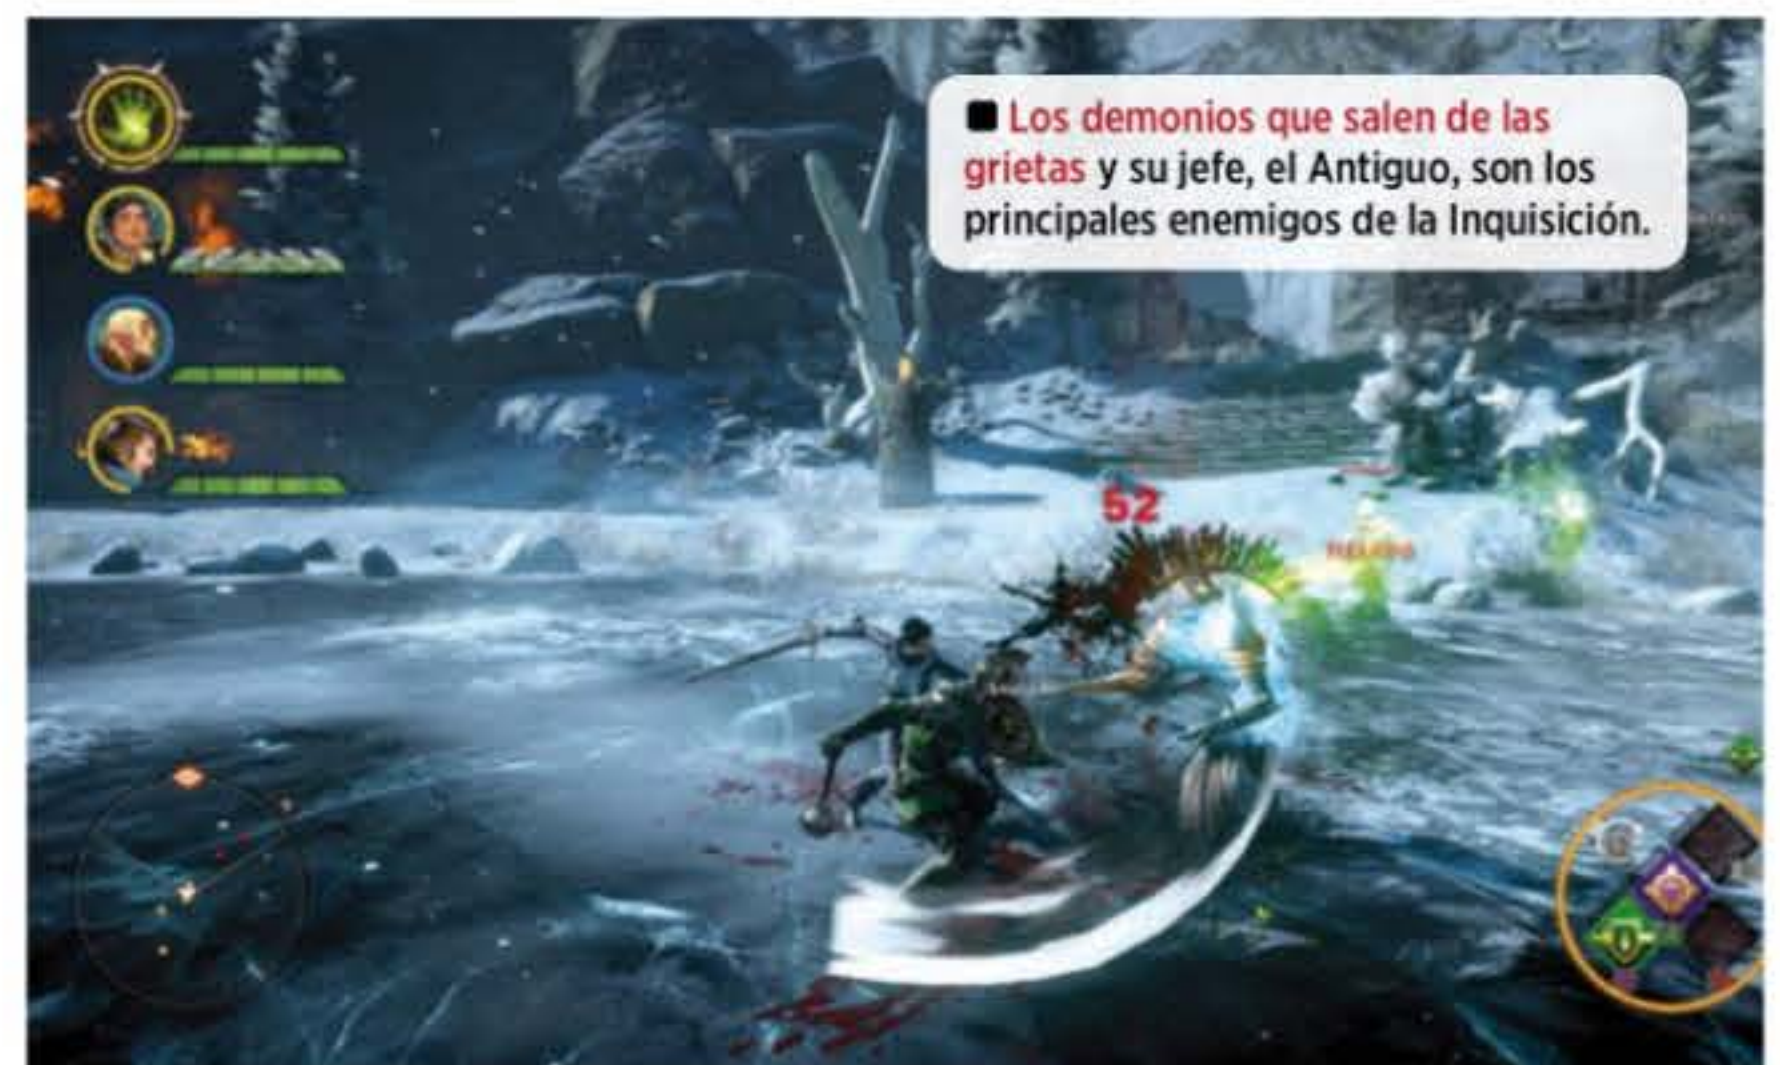 Los demonios que salen de las
grietas y su jefe, el Antiguo, son los
principales enemigos de la Inquisición.
52